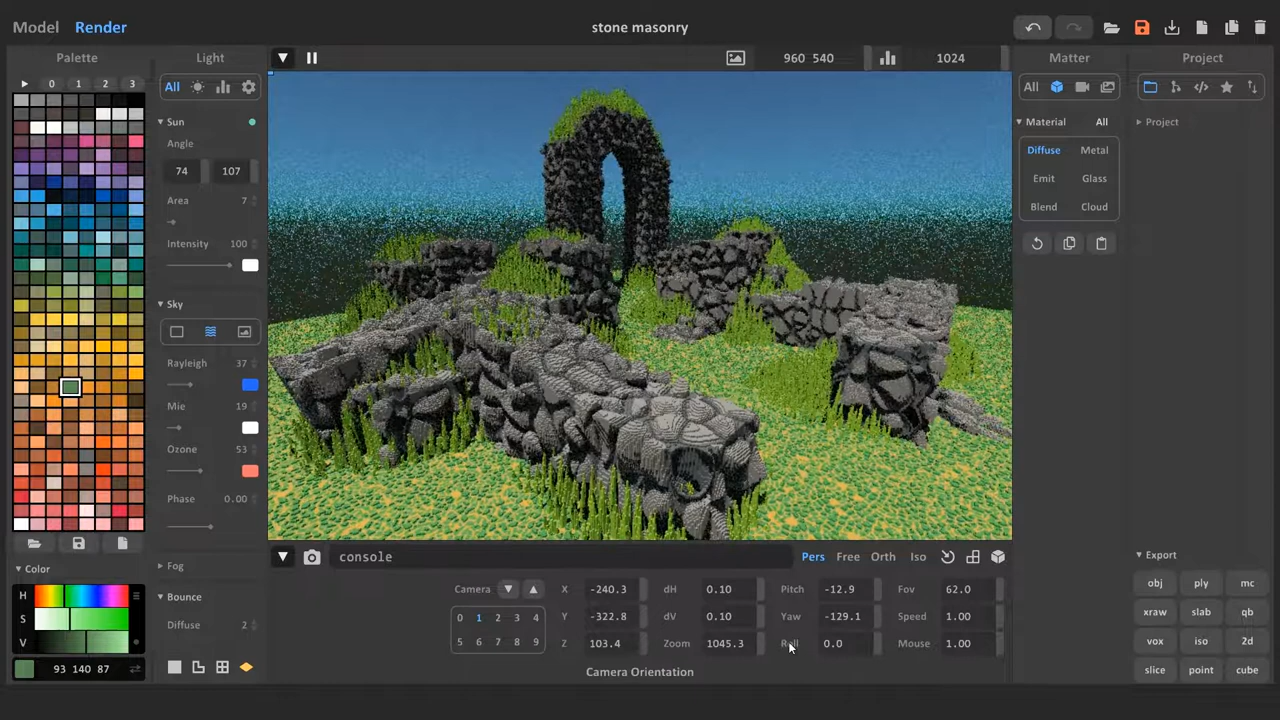 Model Render stone masonry
Palette Light 960 540 1024 Matter Project
0 1 2 3 All All
Sun Material All Project
Angle Diffuse Metal
74 107 Emit Glass
Area 7 Blend Cloud
Intensity 100
Sky
Rayleigh 37
Mie 19
Ozone 53
Phase 0.00
console Pers Free Orth Iso Export
Color Fog
H obj ply mc
S Bounce xraw slab qb
V Diffuse 2 vox iso 2d
93 140 87 slice point cube
Camera X -240.3 dH 0.10 Pitch -12.9 Fov 62.0
0 1 2 3 4 Y -322.8 dV 0.10 Yaw -129.1 Speed 1.00
5 6 7 8 9 Z 103.4 Zoom 1045.3 Roll 0.0 Mouse 1.00
Camera Orientation